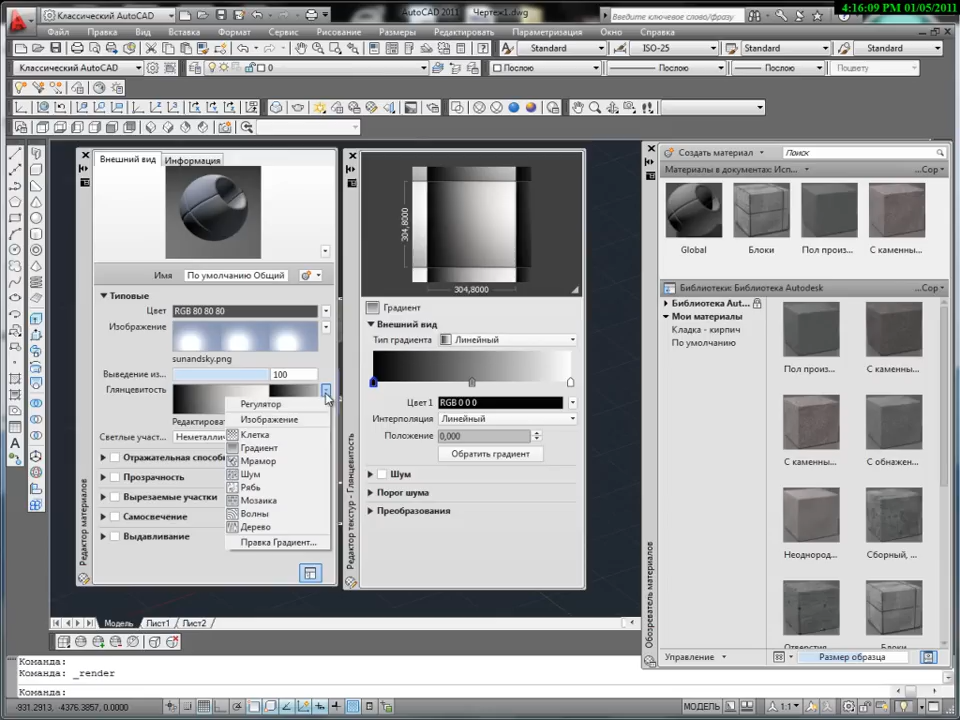 4:16:09 PM 01/05/2011
Классический AutoCAD
AutoCAD 2011 Чертеж1.dwg
Введите ключевое слово/фразу
Файл Правка Вид Вставка Формат Сервис Рисование Размеры Редактировать Параметризация Окно Справка
Standard ISO-25 Standard Standard
Классический AutoCAD 0 Послою Послою Послою Поцвету
Внешний вид Информация
Имя По умолчанию Общий
Типовые
Цвет RGB 80 80 80
Изображение
sunandsky.png
Выведение из... 100
Глянцевитость
Редактирова
Светлые участ... Неметалли
Отражательная способн
Прозрачность
Вырезаемые участки
Самосвечение
Выдавливание
Редактор материалов
Регулятор
Изображение
Клетка
Градиент
Мрамор
Шум
Рябь
Мозаика
Волны
Дерево
Правка Градиент...
304,8000
304,8000
Градиент
Внешний вид
Тип градиента Линейный
Цвет 1 RGB 0 0 0
Интерполяция Линейный
Положение 0,000
Обратить градиент
Шум
Порог шума
Преобразования
Редактор текстур - Глянцевитость
Создать материал Поиск
Материалы в документах: Исп... ...Сор
Global Блоки Пол произ... С каменны
Библиотеки: Библиотека Autodesk ...Сор
Библиотека Aut...
Мои материалы
Кладка - кирпич
По умолчанию
Пол произ... Сборный, ...
С каменны... С обнажен...
Неоднород... Сборный, ...
Отверстия Блоки
Управление Размер образца
Обозреватель материалов
Модель Лист1 Лист2
Команда:
Команда: _render
Команда:
-931.2913, -4376.3857, 0.0000 МОДЕЛЬ 1:1